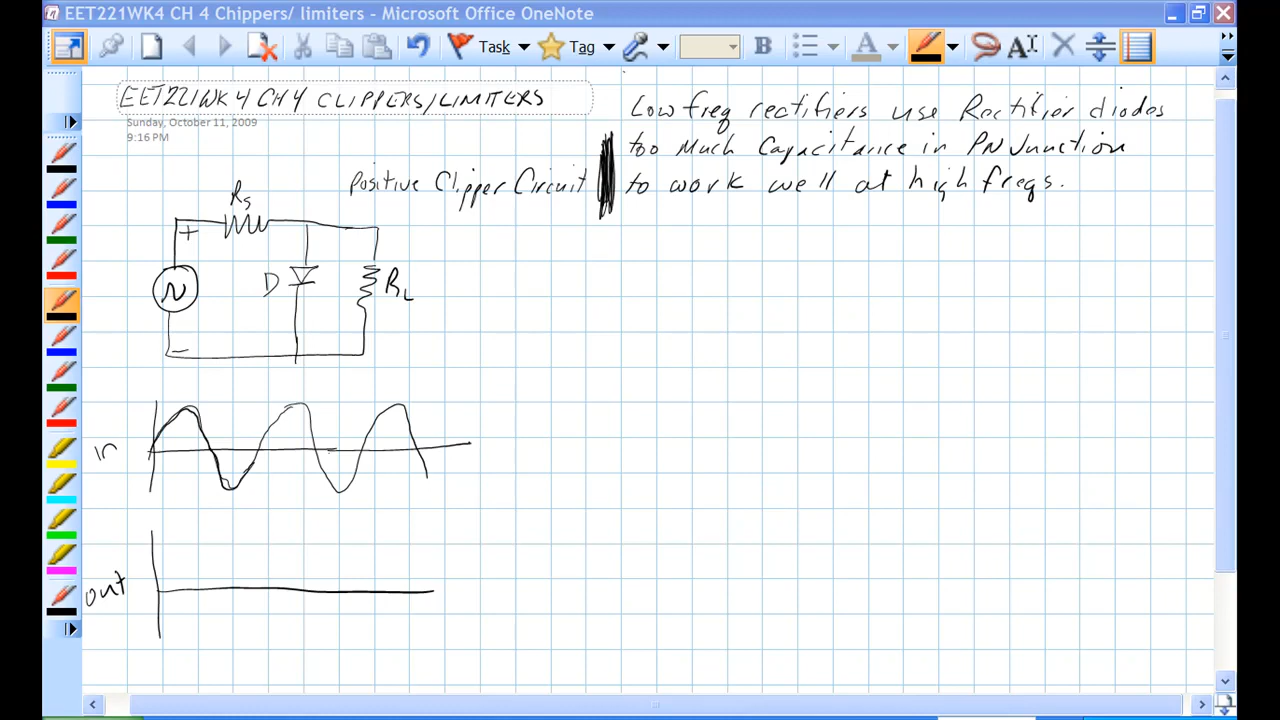 EET221WK4 CH 4 Chippers/ limiters - Microsoft Office OneNote
Task
Tag
B
A
A
EET221WK4 CH4 CLIPPERS/LIMITERS
Sunday, October 11, 2009
9:16 PM
Low freq rectifiers use Rectifier diodes
too Much Capacitance in PN Junction
to work well at high freqs.
Positive Clipper Circuit
Rs
+
D
RL
-
in
out